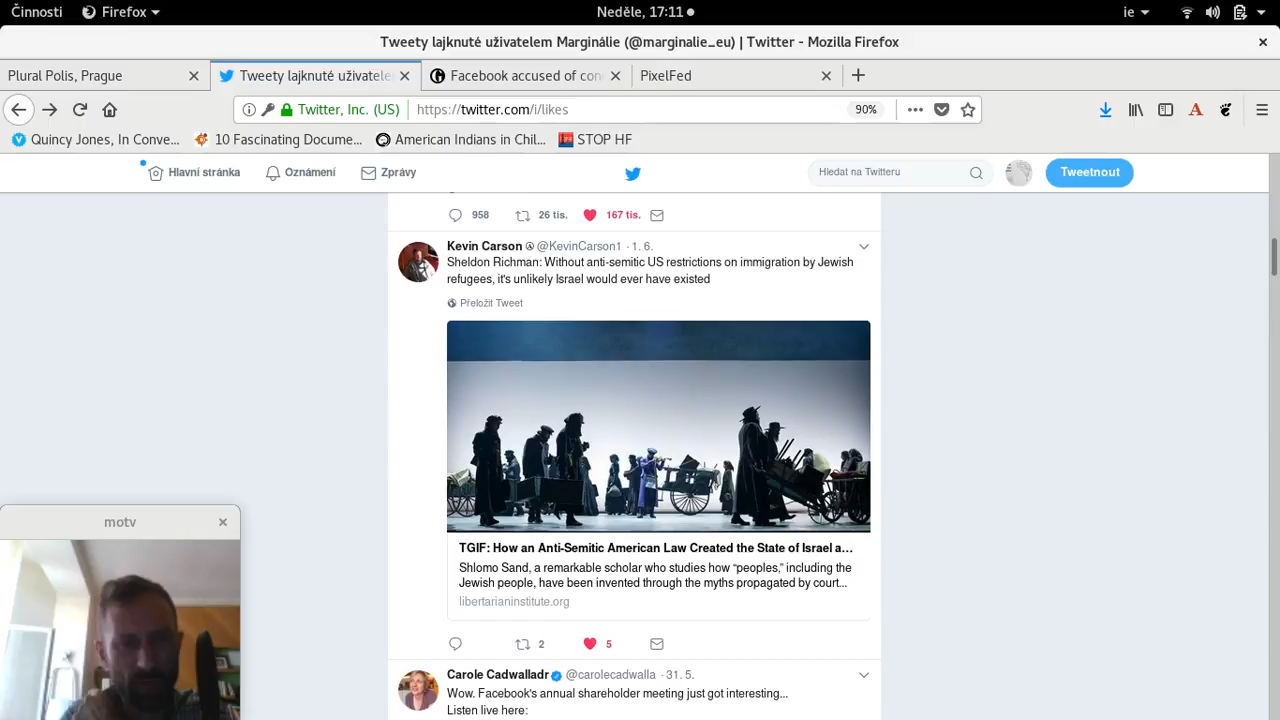 Činnosti Firefox Neděle, 17:11 ie
Tweety lajknuté uživatelem Marginálie (@marginalie_eu) | Twitter - Mozilla Firefox
Plural Polis, Prague Tweety lajknuté uživatele Facebook accused of con PixelFed
Twitter, Inc. (US) https://twitter.com/i/likes 90%
Quincy Jones, In Conve... 10 Fascinating Docume... American Indians in Chil... STOP HF
Hlavní stránka Oznámení Zprávy Hledat na Twitteru Tweetnout
958 26 tis. 167 tis.
Kevin Carson Ⓐ @KevinCarson1 · 1. 6.
Sheldon Richman: Without anti-semitic US restrictions on immigration by Jewish
refugees, it's unlikely Israel would ever have existed
Přeložit Tweet
TGIF: How an Anti-Semitic American Law Created the State of Israel a...
Shlomo Sand, a remarkable scholar who studies how “peoples,” including the
Jewish people, have been invented through the myths propagated by court...
libertarianinstitute.org
2 5
Carole Cadwalladr @carolecadwalla · 31. 5.
Wow. Facebook's annual shareholder meeting just got interesting...
Listen live here:
motv